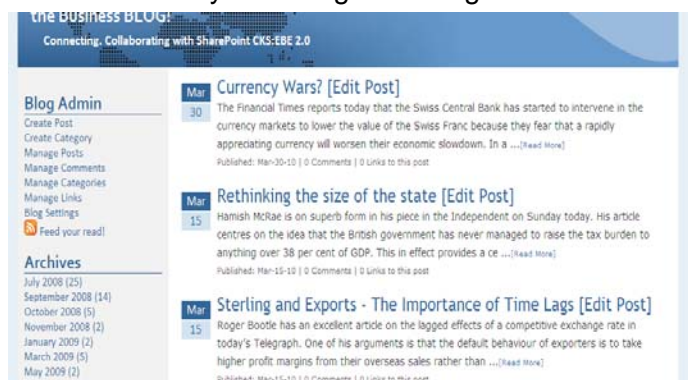 the Business BLOG!
Connecting. Collaborating with SharePoint CKS:EBE 2.0
Blog Admin
Create Post
Create Category
Manage Posts
Manage Comments
Manage Categories
Manage Links
Blog Settings
Feed your read!
Archives
July 2008 (25)
September 2008 (14)
October 2008 (5)
November 2008 (2)
January 2009 (2)
March 2009 (5)
May 2009 (2)
Mar
30
Currency Wars? [Edit Post]
The Financial Times reports today that the Swiss Central Bank has started to intervene in the
currency markets to lower the value of the Swiss Franc because they fear that a rapidly
appreciating currency will worsen their economic slowdown. In a ...[Read More]
Published: Mar-30-10 | 0 Comments | 0 Links to this post
Mar
15
Rethinking the size of the state [Edit Post]
Hamish McRae is on superb form in his piece in the Independent on Sunday today. His article
centres on the idea that the British government has never managed to raise the tax burden to
anything over 38 per cent of GDP. This in effect provides a ce ...[Read More]
Published: Mar-15-10 | 0 Comments | 0 Links to this post
Mar
15
Sterling and Exports - The Importance of Time Lags [Edit Post]
Roger Bootle has an excellent article on the lagged effects of a competitive exchange rate in
today's Telegraph. One of his arguments is that the default behaviour of exporters is to take
higher profit margins from their overseas sales rather than ...[Read More]
Published: Mar-15-10 | 0 Comments | 0 Links to this post